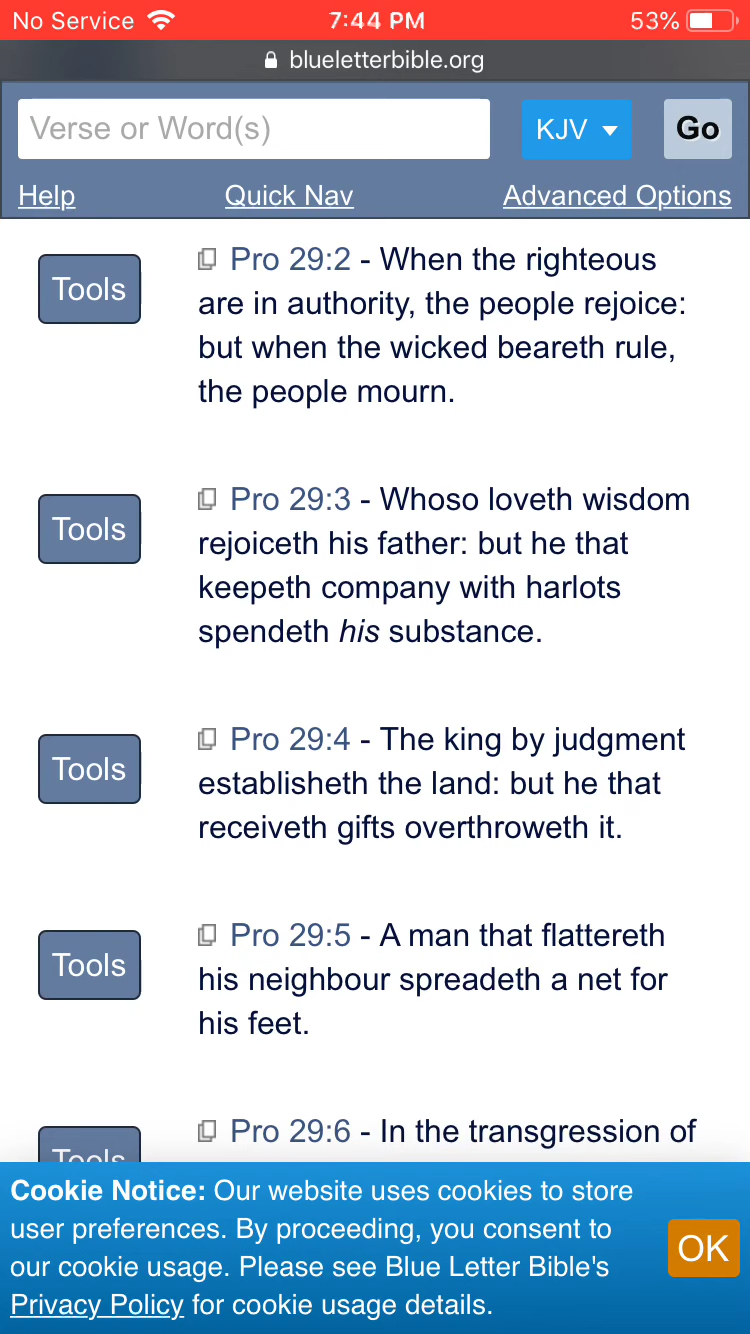 No Service 7:44 PM 53%
blueletterbible.org
Verse or Word(s) KJV Go
Help Quick Nav Advanced Options
Tools
Pro 29:2 - When the righteous
are in authority, the people rejoice:
but when the wicked beareth rule,
the people mourn.
Tools
Pro 29:3 - Whoso loveth wisdom
rejoiceth his father: but he that
keepeth company with harlots
spendeth his substance.
Tools
Pro 29:4 - The king by judgment
establisheth the land: but he that
receiveth gifts overthroweth it.
Tools
Pro 29:5 - A man that flattereth
his neighbour spreadeth a net for
his feet.
Tools
Pro 29:6 - In the transgression of
Cookie Notice: Our website uses cookies to store
user preferences. By proceeding, you consent to
our cookie usage. Please see Blue Letter Bible's
Privacy Policy for cookie usage details.
OK